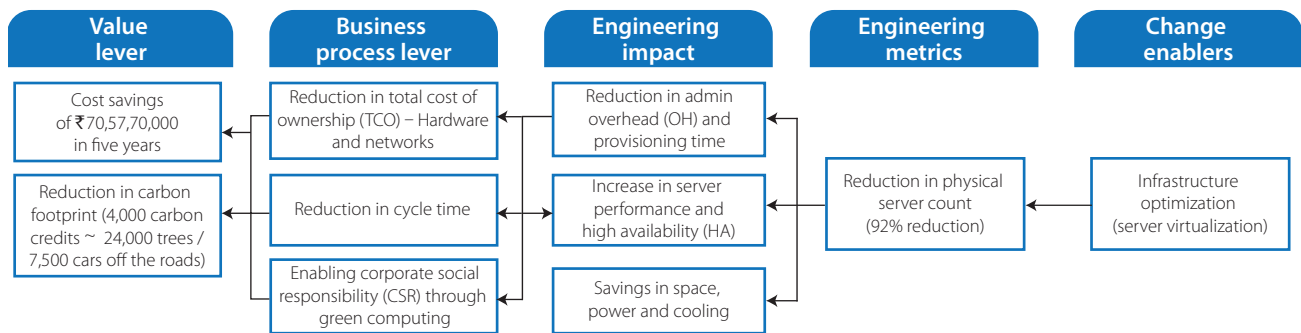 Value
lever
Business
process lever
Engineering
impact
Engineering
metrics
Change
enablers
Cost savings
of ₹70,57,70,000
in five years
Reduction in carbon
footprint (4,000 carbon
credits ~ 24,000 trees /
7,500 cars off the roads)
Reduction in total cost of
ownership (TCO) – Hardware
and networks
Reduction in cycle time
Enabling corporate social
responsibility (CSR) through
green computing
Reduction in admin
overhead (OH) and
provisioning time
Increase in server
performance and
high availability (HA)
Savings in space,
power and cooling
Reduction in physical
server count
(92% reduction)
Infrastructure
optimization
(server virtualization)